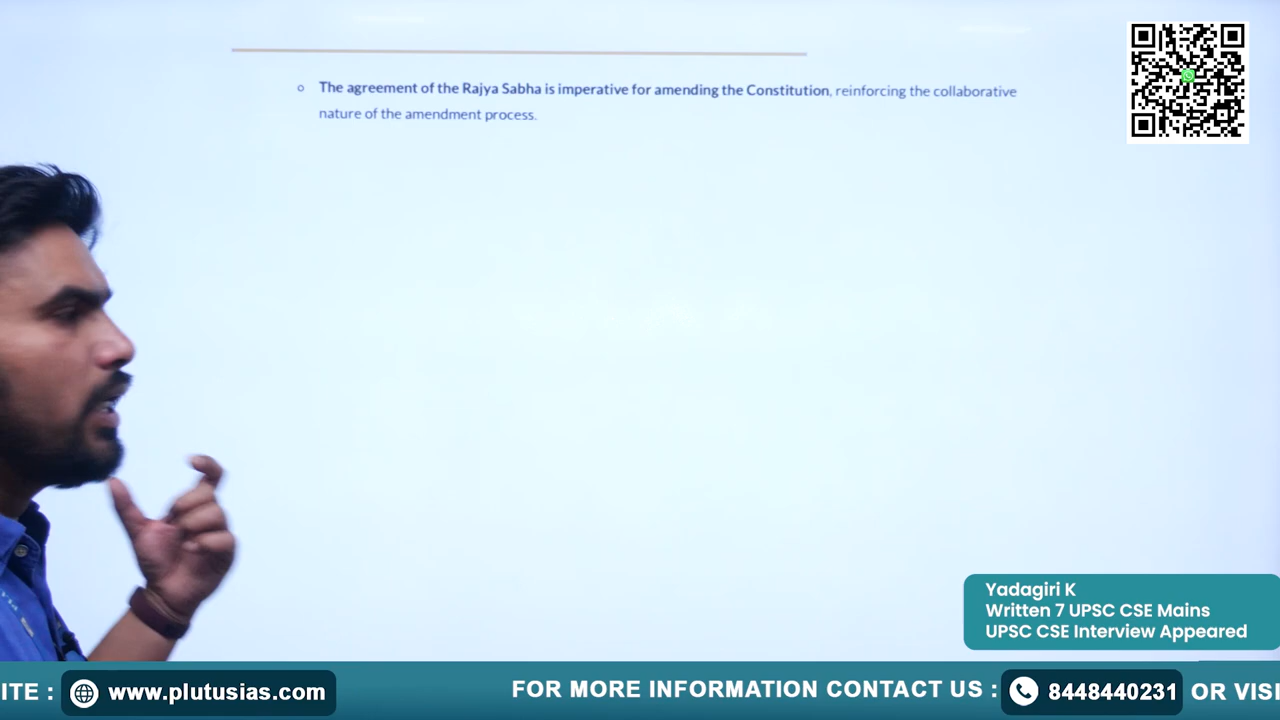 The agreement of the Rajya Sabha is imperative for amending the Constitution, reinforcing the collaborative
nature of the amendment process.
Yadagiri K
Written 7 UPSC CSE Mains
UPSC CSE Interview Appeared
ITE : www.plutusias.com FOR MORE INFORMATION CONTACT US : 8448440231 OR VISI